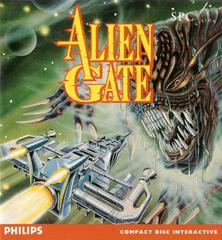 SPC
ALIEN
GATE
PHILIPS
COMPACT DISC INTERACTIVE